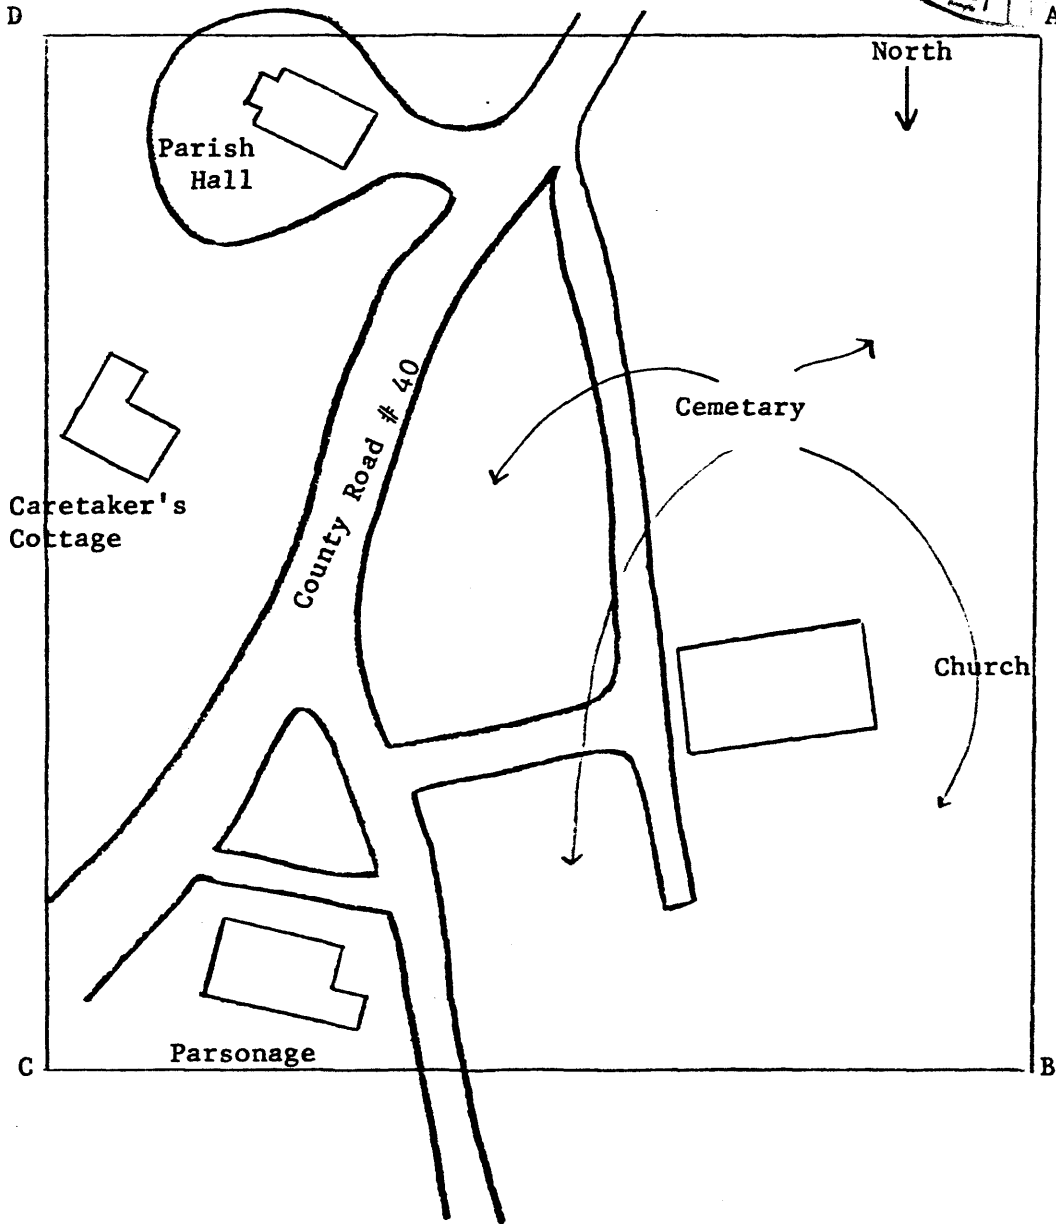 D
A
North
Parish
Hall
Cemetary
Caretaker's
Cottage
County Road # 40
Church
Parsonage
C
B